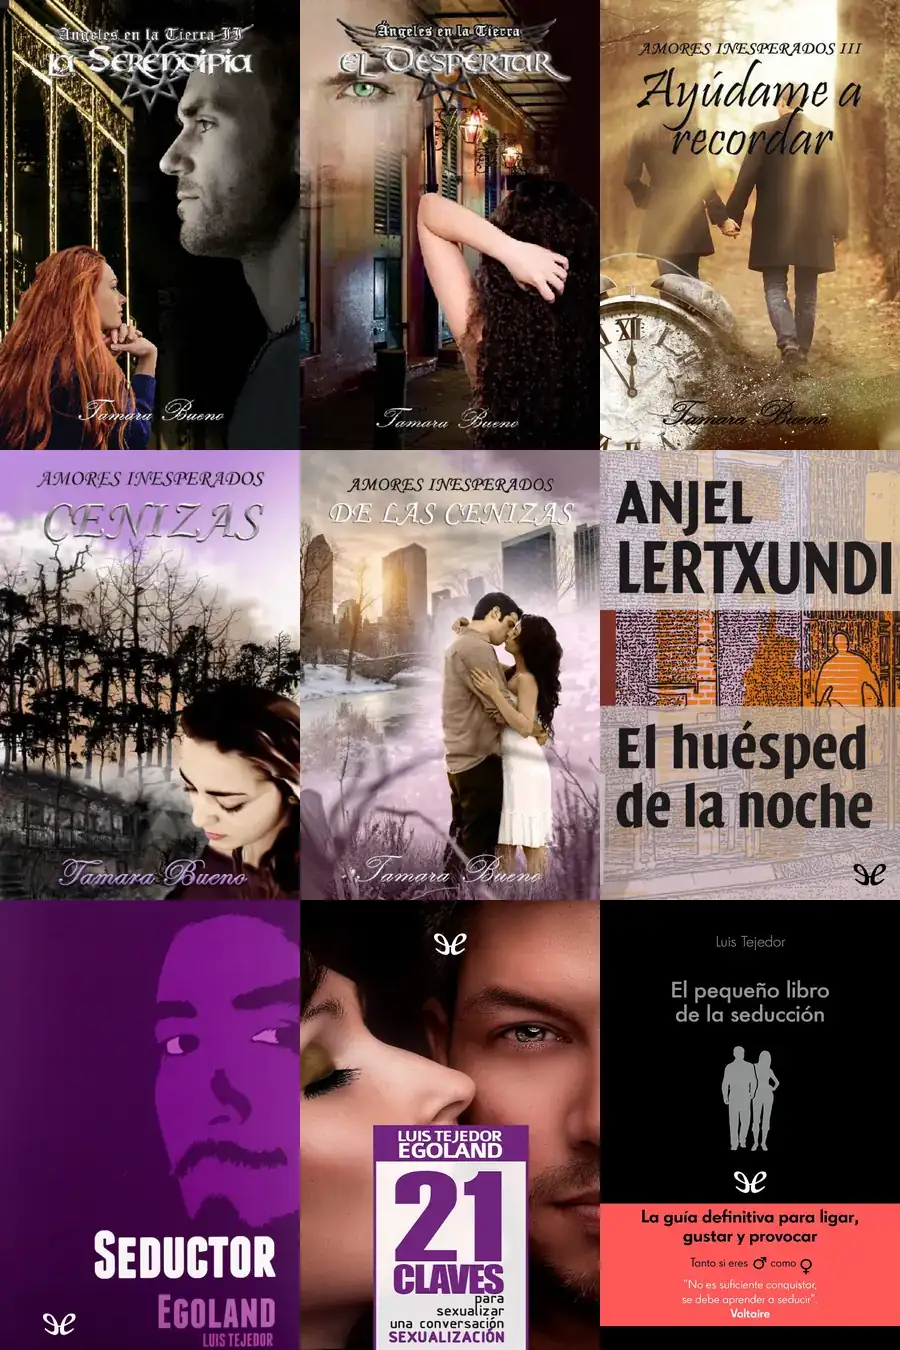 Ángeles en la Tierra II
La Serendipia
Tamara Bueno
Ángeles en la Tierra
El Despertar
Tamara Bueno
AMORES INESPERADOS III
Ayúdame a
recordar
XII
Tamara Bueno
AMORES INESPERADOS
CENIZAS
Tamara Bueno
AMORES INESPERADOS
DE LAS CENIZAS
Tamara Bueno
ANJEL
LERTXUNDI
El huésped
de la noche
SEDUCTOR
EGOLAND
LUIS TEJEDOR
LUIS TEJEDOR
EGOLAND
21
CLAVES
para
sexualizar
una conversación
SEXUALIZACIÓN
Luis Tejedor
El pequeño libro
de la seducción
La guía definitiva para ligar,
gustar y provocar
Tanto si eres ♂ como ♀
"No es suficiente conquistar,
se debe aprender a seducir".
Voltaire